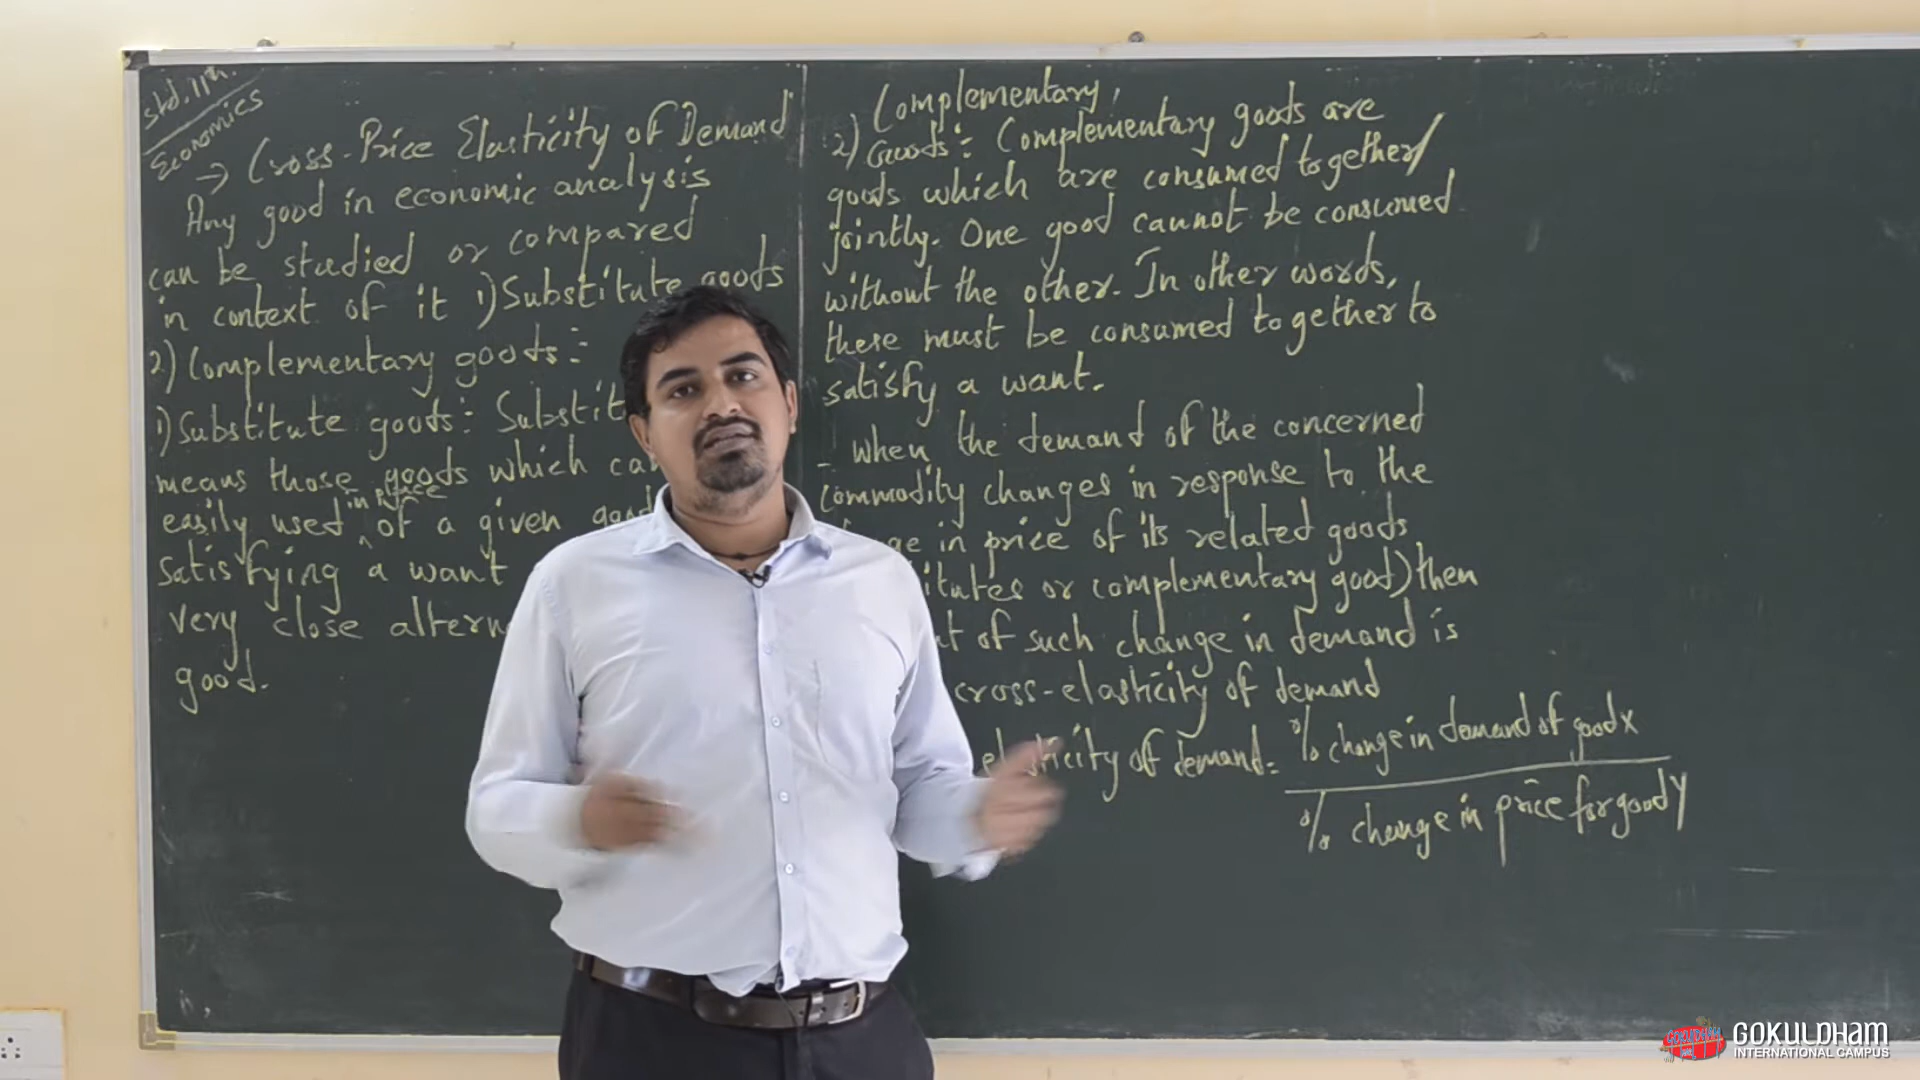 Std. 11th.
Economics
→ Cross-Price Elasticity of Demand
Any good in economic analysis
can be studied or compared
in context of it 1) Substitute goods
2) Complementary goods:-
1) Substitute goods: Substit
means those goods which can
in place
easily used ^ of a given good
satisfying a want
very close altern
good.
Complementary
2) Goods: Complementary goods are
goods which are consumed together/
jointly. One good cannot be consumed
without the other. In other words,
these must be consumed together to
satisfy a want.
- When the demand of the concerned
commodity changes in response to the
ge in price of its related goods
itutes or complementary good) then
of such change in demand is
cross-elasticity of demand
elasticity of demand =
% change in demand of good x
% change in price for good y
GOKULDHAM
INTERNATIONAL CAMPUS